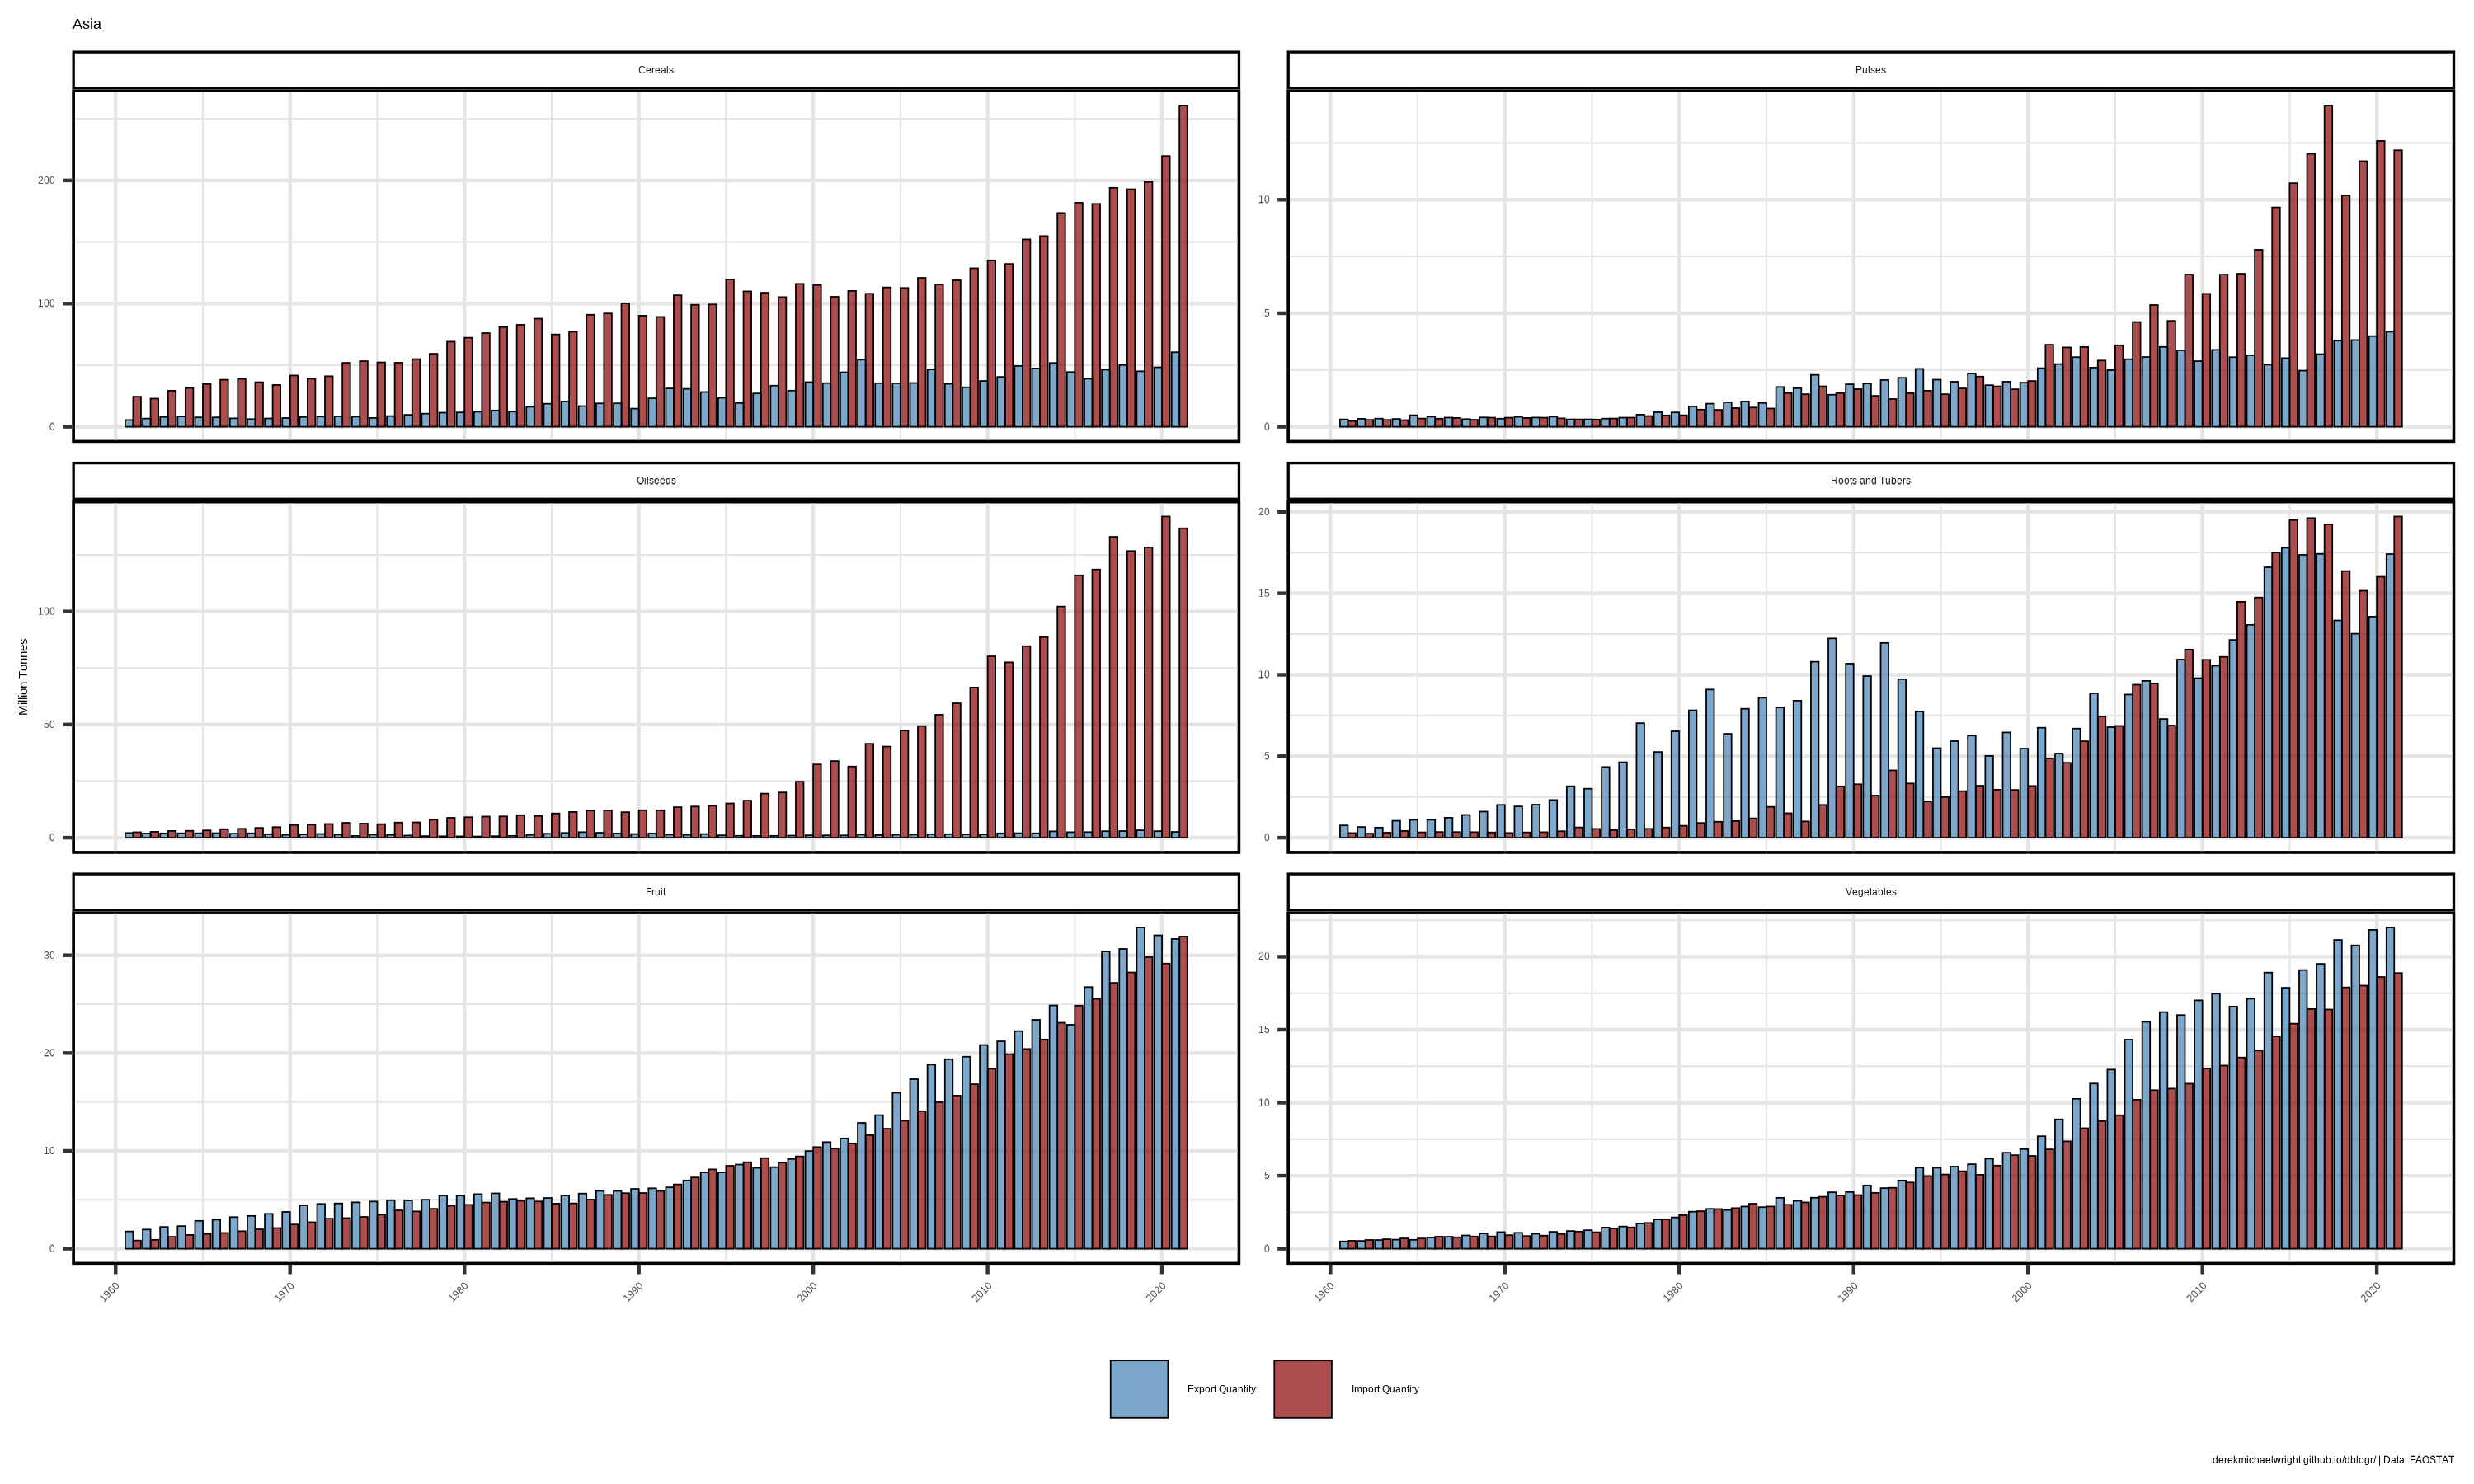 Asia
Cereals
Pulses
200
100
0
10
5
0
Oilseeds
Roots and Tubers
100
50
0
20
15
10
5
0
Million Tonnes
Fruit
Vegetables
30
20
10
0
20
15
10
5
0
1960 1970 1980 1990 2000 2010 2020
1960 1970 1980 1990 2000 2010 2020
Export Quantity Import Quantity
derekmichaelwright.github.io/dblogr/ | Data: FAOSTAT